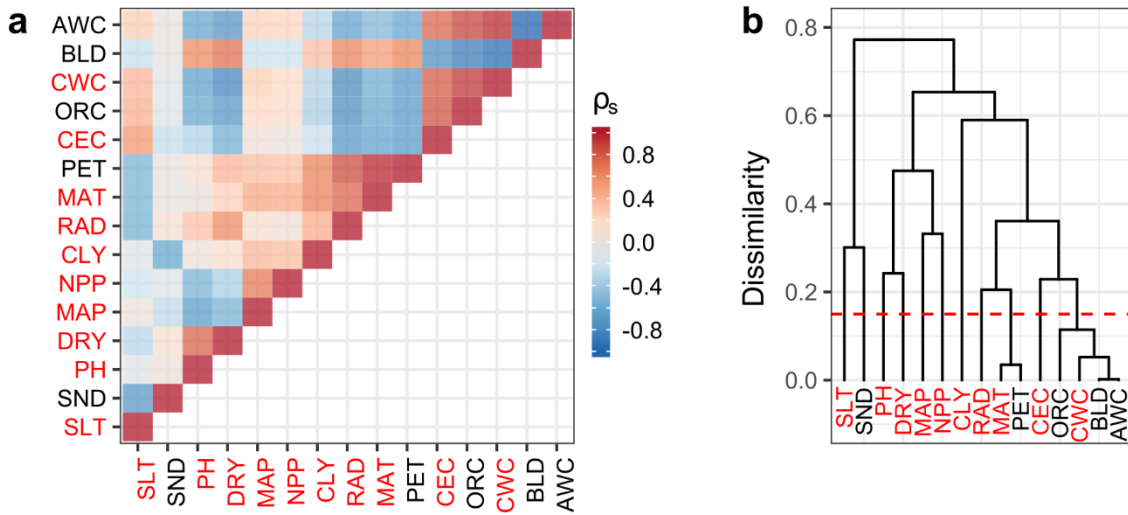 a
AWC
BLD
CWC
ORC
CEC
PET
MAT
RAD
CLY
NPP
MAP
DRY
PH
SND
SLT
SLT
SND
PH
DRY
MAP
NPP
CLY
RAD
MAT
PET
CEC
ORC
CWC
BLD
AWC
ρs
0.8
0.4
0.0
-0.4
-0.8
b
Dissimilarity
0.8
0.6
0.4
0.2
0.0
SLT
SND
PH
DRY
MAP
NPP
CLY
RAD
MAT
PET
CEC
ORC
CWC
BLD
AWC